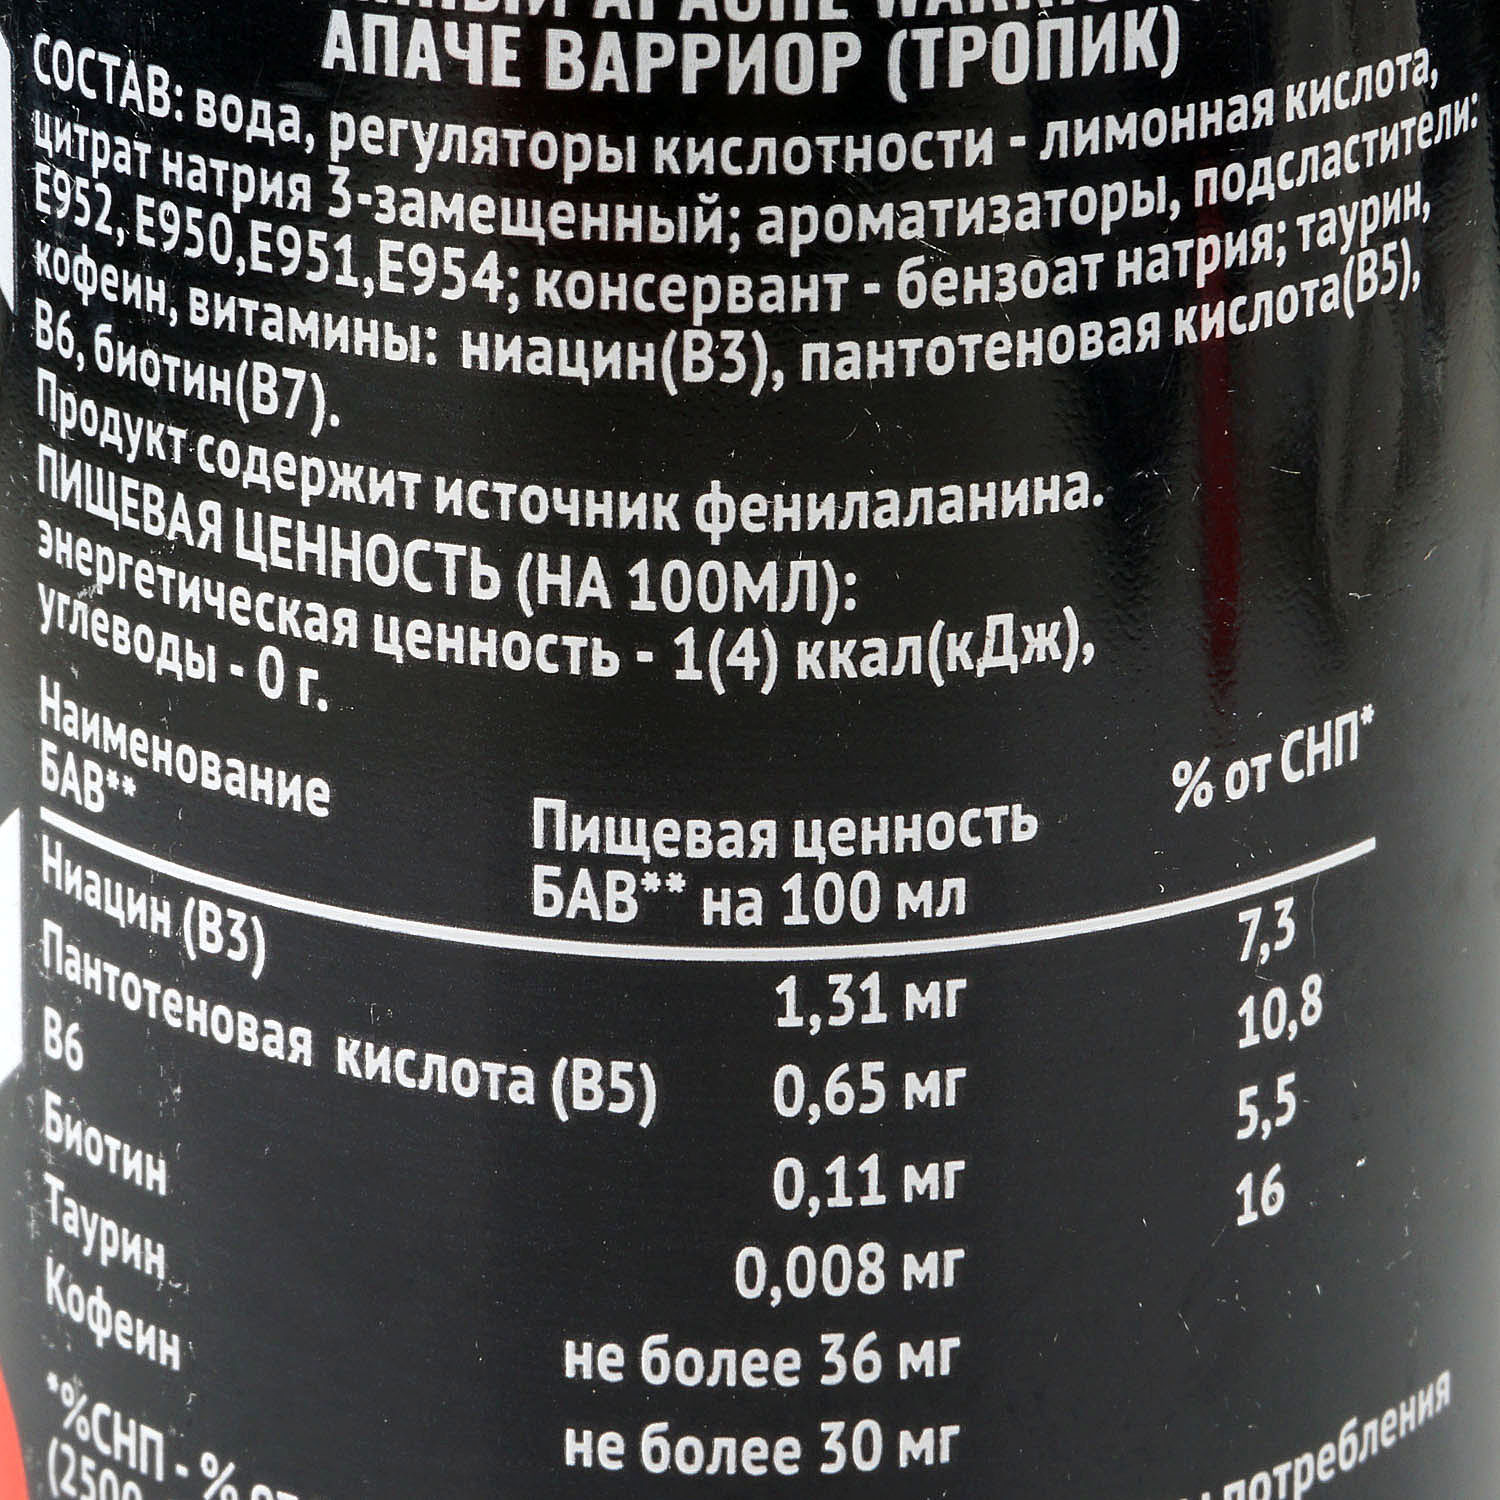 АПАЧЕ ВАРРИОР (ТРОПИК)
СОСТАВ: вода, регуляторы кислотности - лимонная кислота,
цитрат натрия 3-замещенный; ароматизаторы, подсластители:
Е952, Е950,Е951,Е954; консервант - бензоат натрия; таурин,
кофеин, витамины: ниацин(В3), пантотеновая кислота(В5),
В6, биотин(В7).
Продукт содержит источник фенилаланина.
ПИЩЕВАЯ ЦЕННОСТЬ (НА 100МЛ):
энергетическая ценность - 1(4) ккал(кДж),
углеводы - 0 г.
Наименование БАВ** Пищевая ценность БАВ** на 100 мл % от СНП*
Ниацин (В3) 1,31 мг 7,3
Пантотеновая кислота (В5) 0,65 мг 10,8
В6 0,11 мг 5,5
Биотин 0,008 мг 16
Таурин не более 36 мг
Кофеин не более 30 мг
*%СНП - % от потребления
(2500